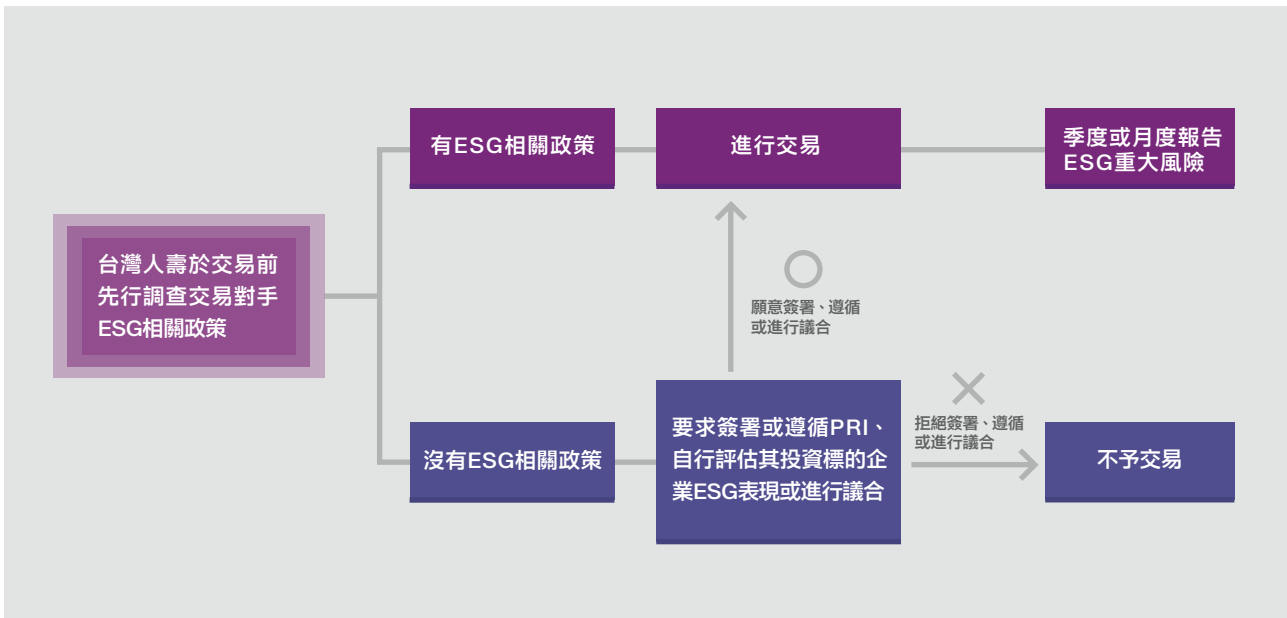 台灣人壽於交易前
先行調查交易對手
ESG相關政策
有ESG相關政策
進行交易
季度或月度報告
ESG重大風險
願意簽署、遵循
或進行議合
沒有ESG相關政策
要求簽署或遵循PRI、
自行評估其投資標的企
業ESG表現或進行議合
拒絕簽署、遵循
或進行議合
不予交易